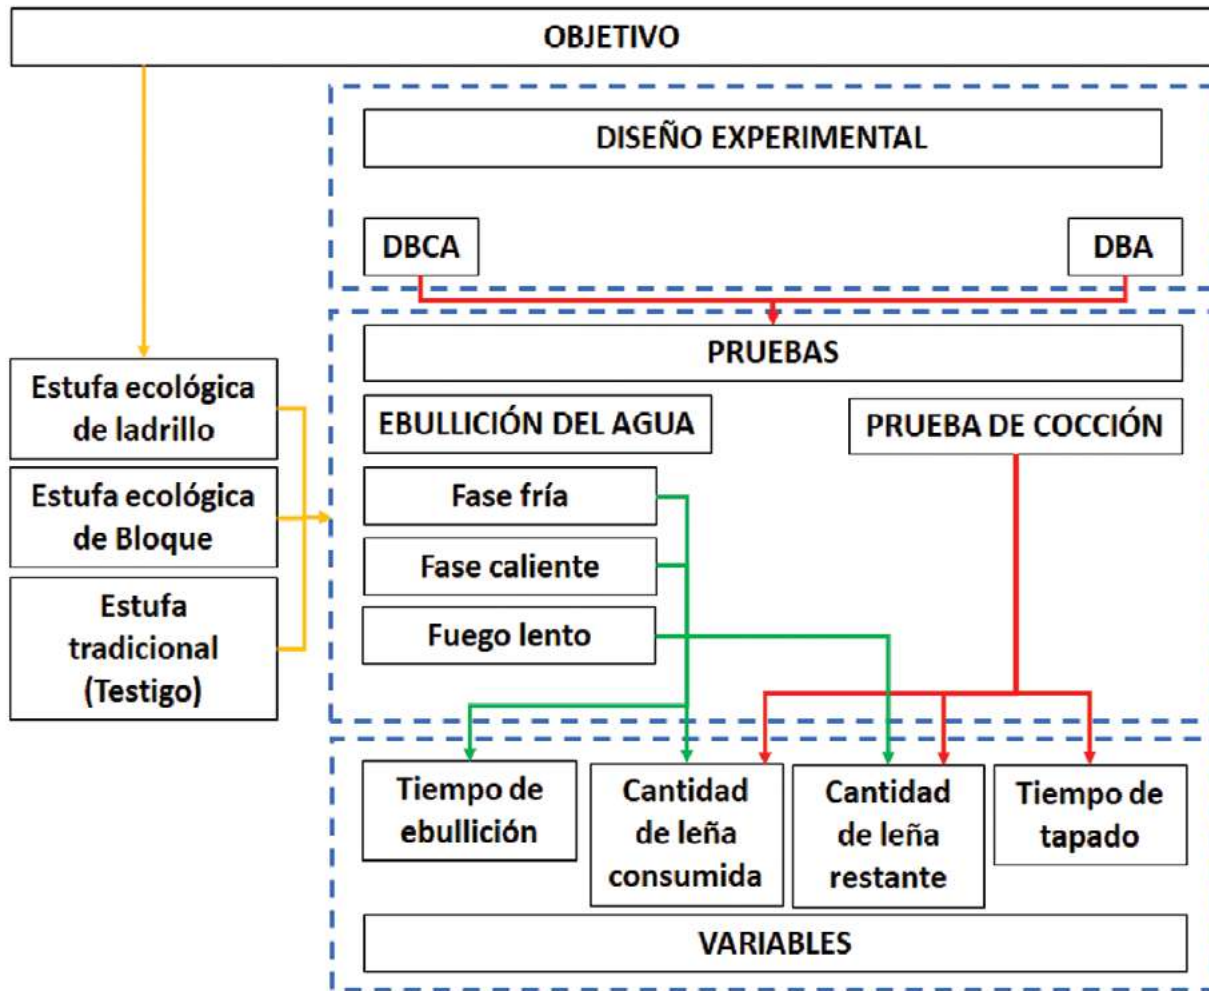 OBJETIVO
DISEÑO EXPERIMENTAL
DBCA
DBA
PRUEBAS
Estufa ecológica
de ladrillo
EBULLICIÓN DEL AGUA
PRUEBA DE COCCIÓN
Estufa ecológica
de Bloque
Fase fría
Fase caliente
Estufa
tradicional
(Testigo)
Fuego lento
Tiempo de
ebullición
Cantidad
de leña
consumida
Cantidad
de leña
restante
Tiempo de
tapado
VARIABLES